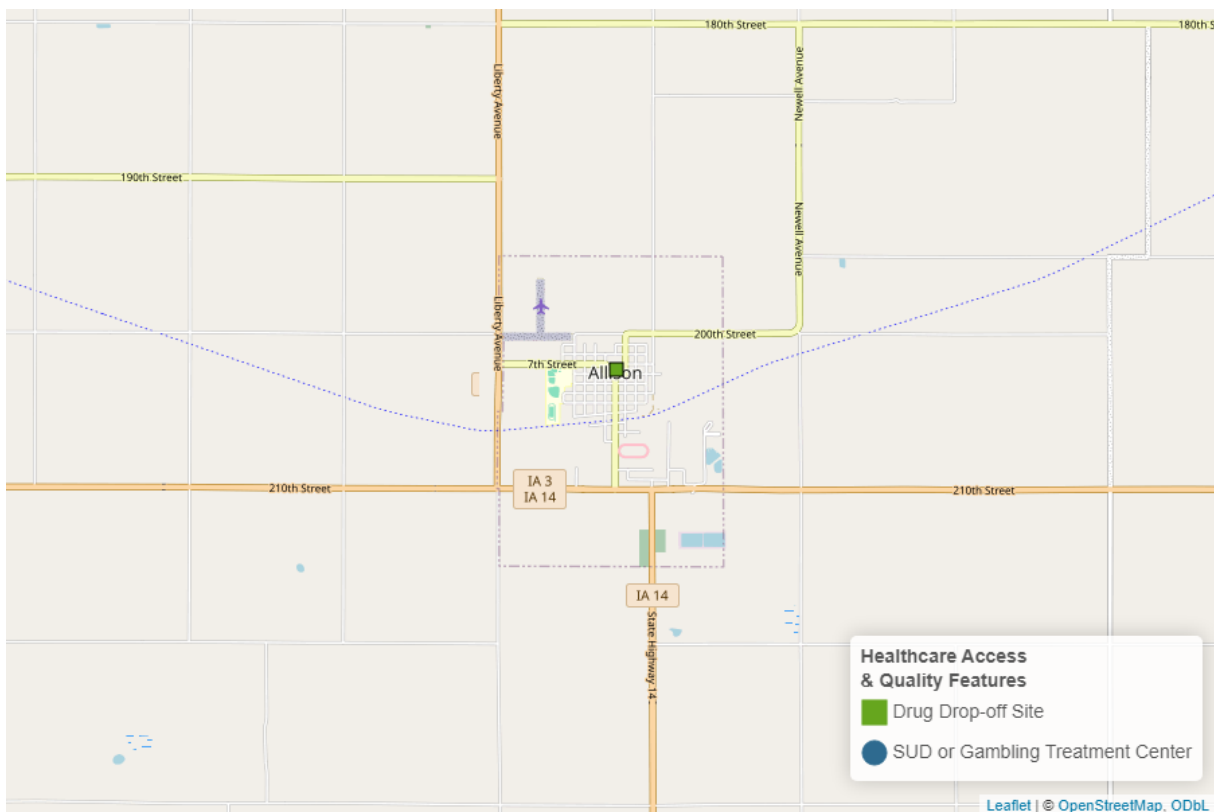 180th Street
180th S
Liberty Avenue
Newell Avenue
190th Street
Newell Avenue
Liberty Avenue
200th Street
7th Street
Allison
210th Street
IA 3
IA 14
210th Street
IA 14
State Highway 14
Healthcare Access
& Quality Features
Drug Drop-off Site
SUD or Gambling Treatment Center
Leaflet | © OpenStreetMap, ODbL